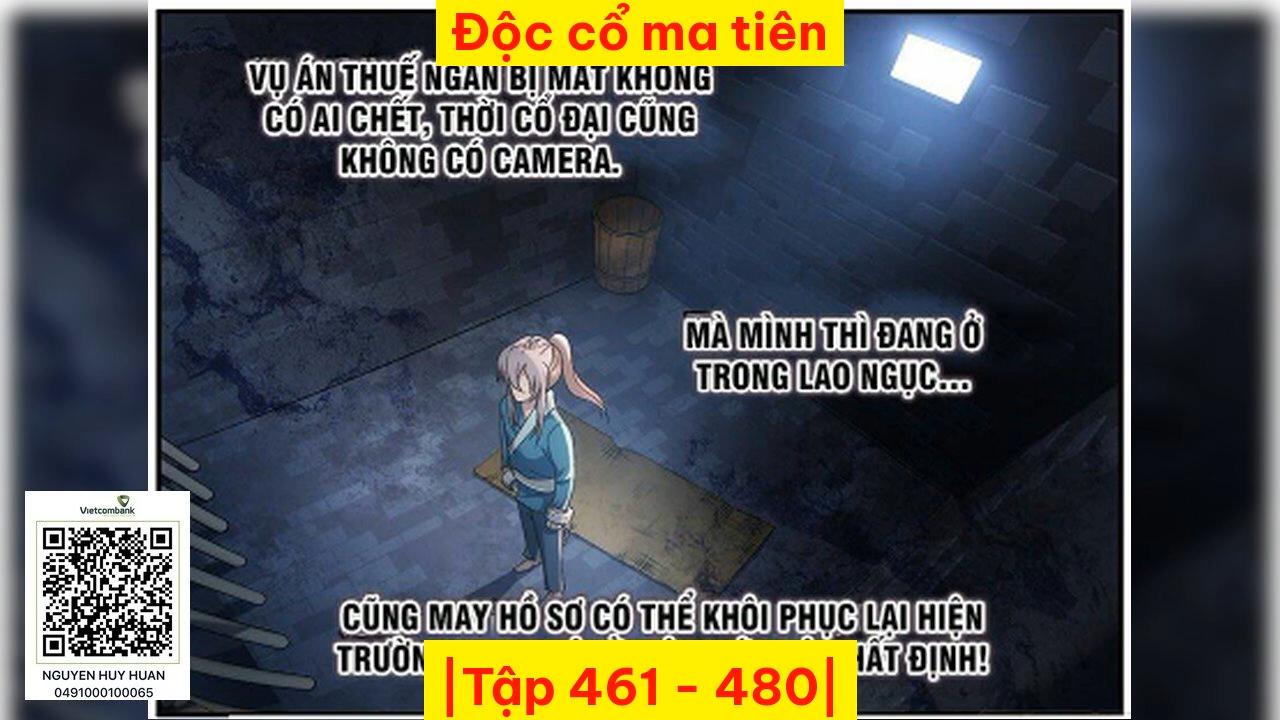 Độc cổ ma tiên
VỤ ÁN THUẾ NGÂN BỊ MẤT KHÔNG
CÓ AI CHẾT, THỜI CỔ ĐẠI CŨNG
KHÔNG CÓ CAMERA.
MÀ MÌNH THÌ ĐANG Ở
TRONG LAO NGỤC...
CŨNG MAY HỒ SƠ CÓ THỂ KHÔI PHỤC LẠI HIỆN
ĐỊNH!
|Tập 461 - 480|
Vietcombank
NGUYEN HUY HUAN
0491000100065